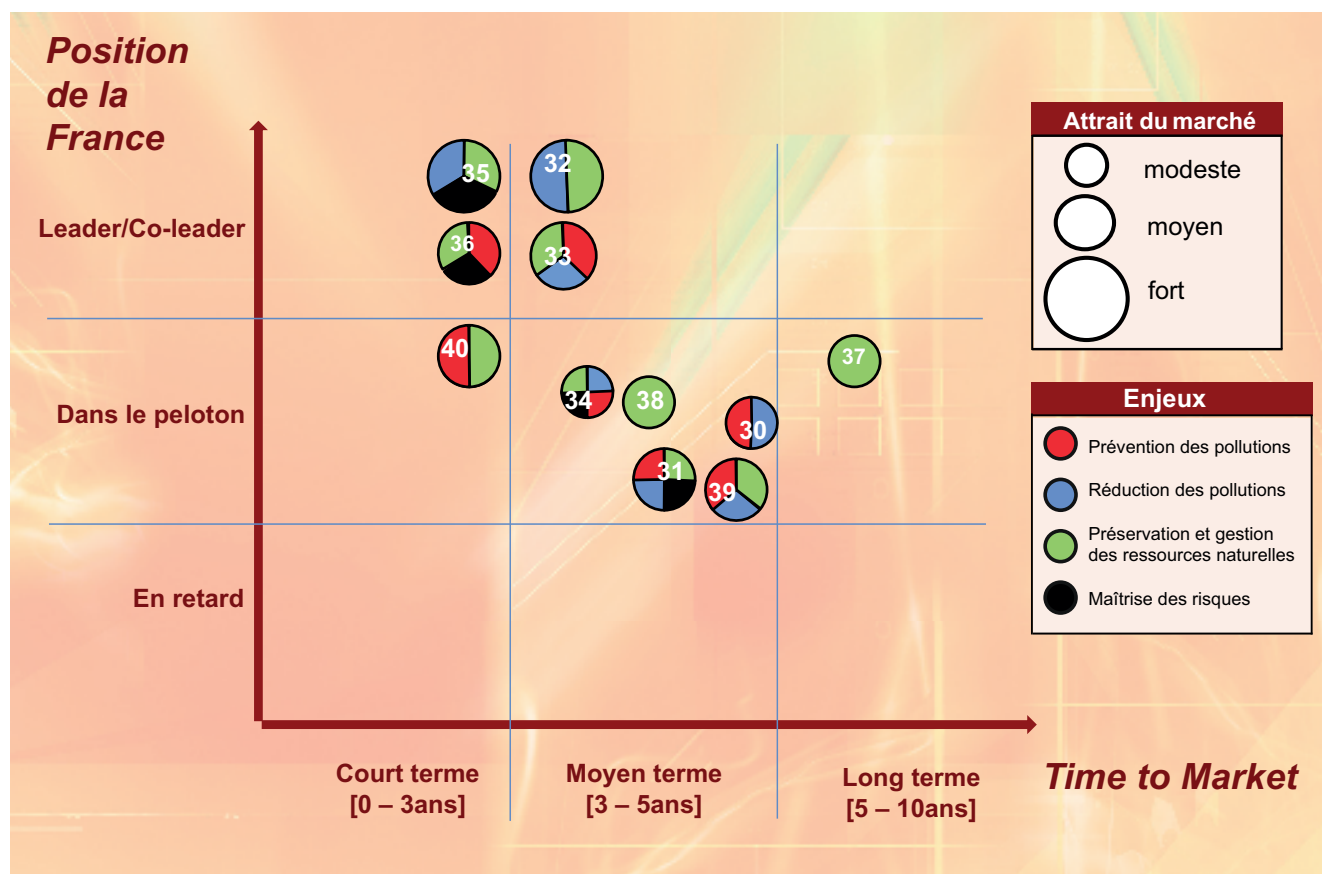 Position
de la
France
Leader/Co-leader
Dans le peloton
En retard
35
32
36
33
40
37
34
38
30
31
39
Court terme
[0 – 3ans]
Moyen terme
[3 – 5ans]
Long terme
[5 – 10ans]
Time to Market
Attrait du marché
modeste
moyen
fort
Enjeux
Prévention des pollutions
Réduction des pollutions
Préservation et gestion
des ressources naturelles
Maîtrise des risques